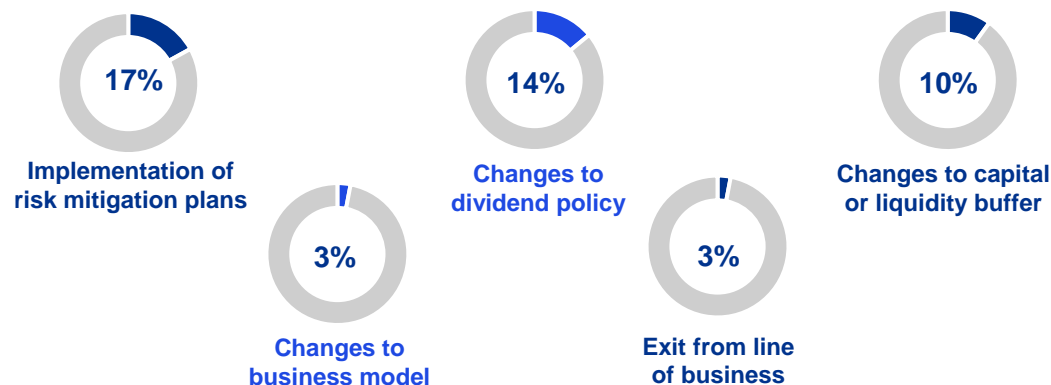 17%
Implementation of
risk mitigation plans
14%
Changes to
dividend policy
10%
Changes to capital
or liquidity buffer
3%
Changes to
business model
3%
Exit from line
of business